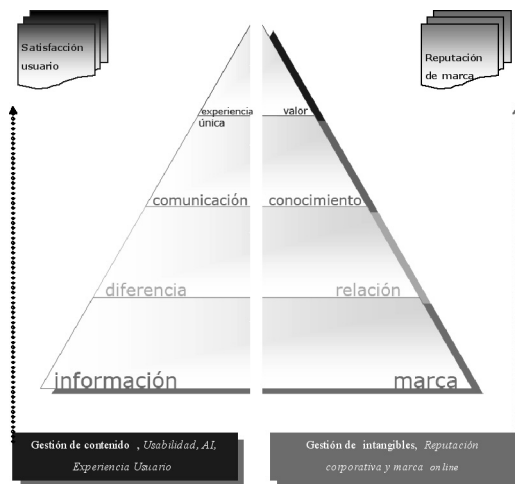 Satisfacción
usuario
Reputación
de marca
experiencia
única
valor
comunicación
conocimiento
diferencia
relación
información
marca
Gestión de contenido , Usabilidad, AI,
Experiencia Usuario
Gestión de intangibles, Reputación
corporativa y marca online